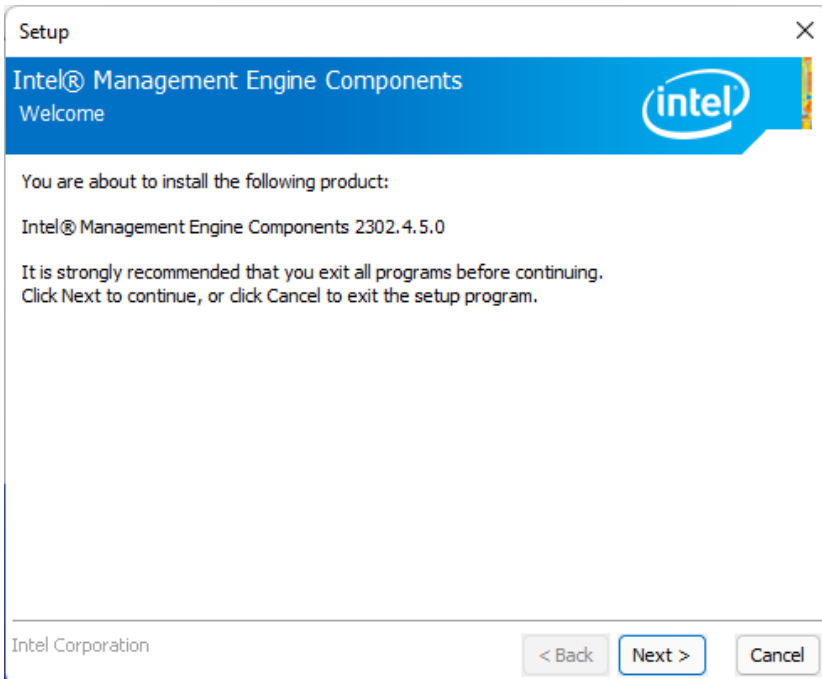 Setup
Intel® Management Engine Components
Welcome
intel
You are about to install the following product:
Intel® Management Engine Components 2302.4.5.0
It is strongly recommended that you exit all programs before continuing.
Click Next to continue, or click Cancel to exit the setup program.
Intel Corporation
< Back Next > Cancel